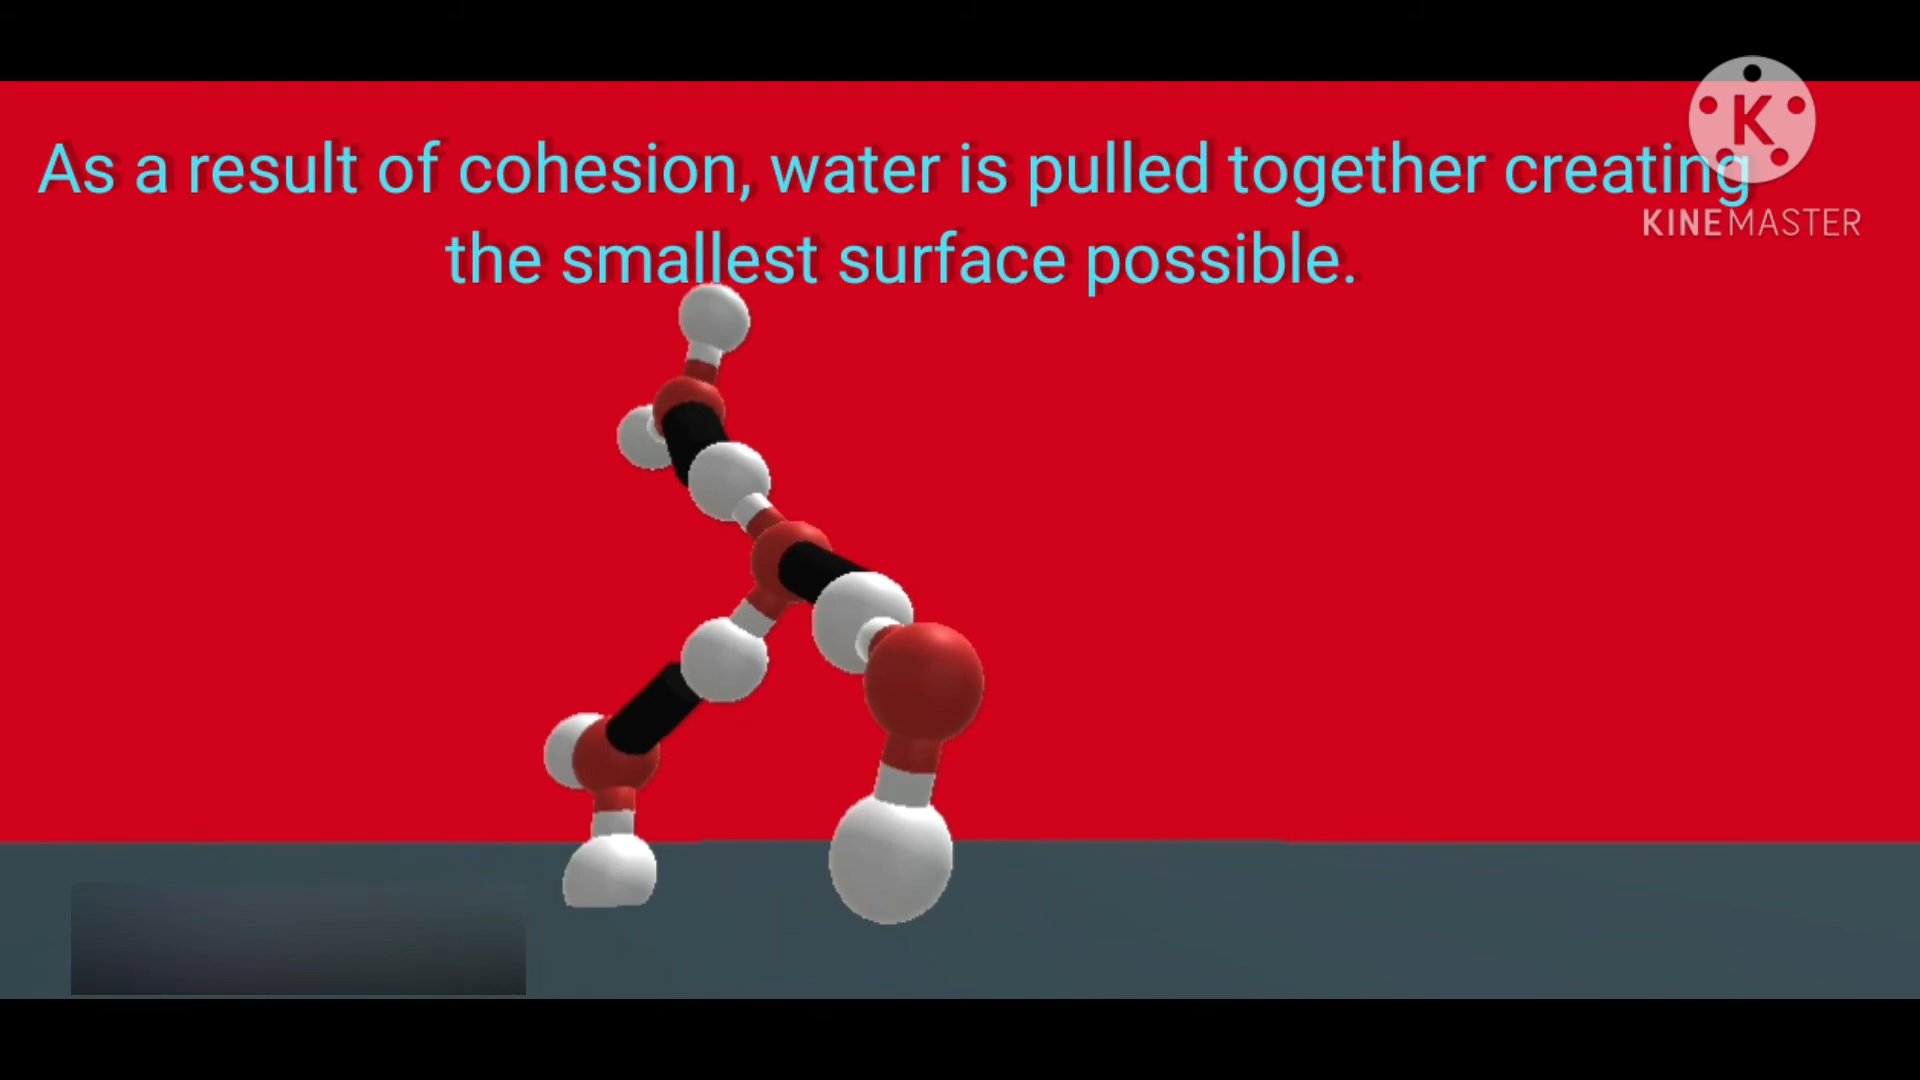 As a result of cohesion, water is pulled together creating
the smallest surface possible.
K
KINEMASTER